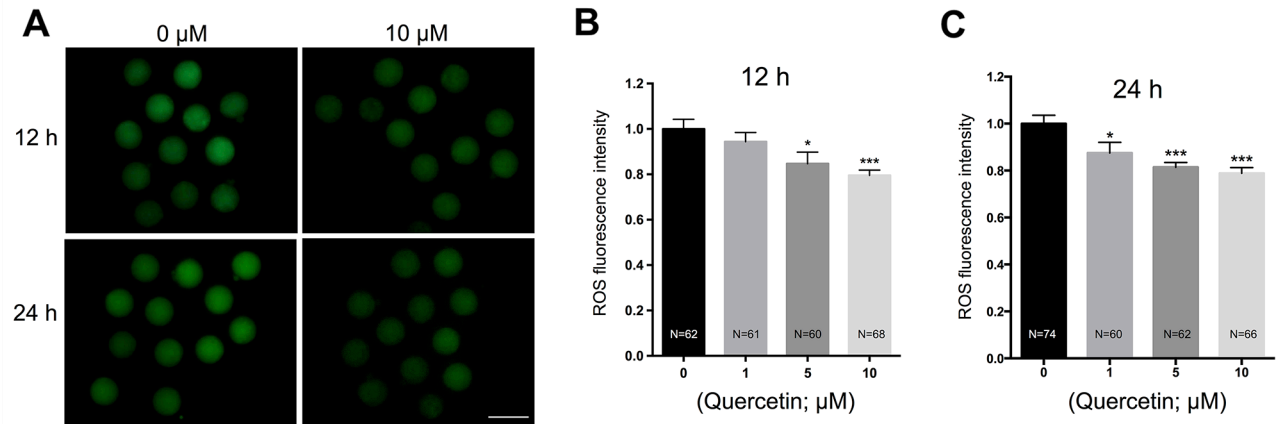 A
0 μM
10 μM
12 h
24 h
B
12 h
ROS fluorescence intensity
1.2
1.0
0.8
0.6
0.4
0.2
0.0
*
***
N=62
N=61
N=60
N=68
0
1
5
10
(Quercetin; μM)
C
24 h
ROS fluorescence intensity
1.2
1.0
0.8
0.6
0.4
0.2
0.0
*
***
***
N=74
N=60
N=62
N=66
0
1
5
10
(Quercetin; μM)